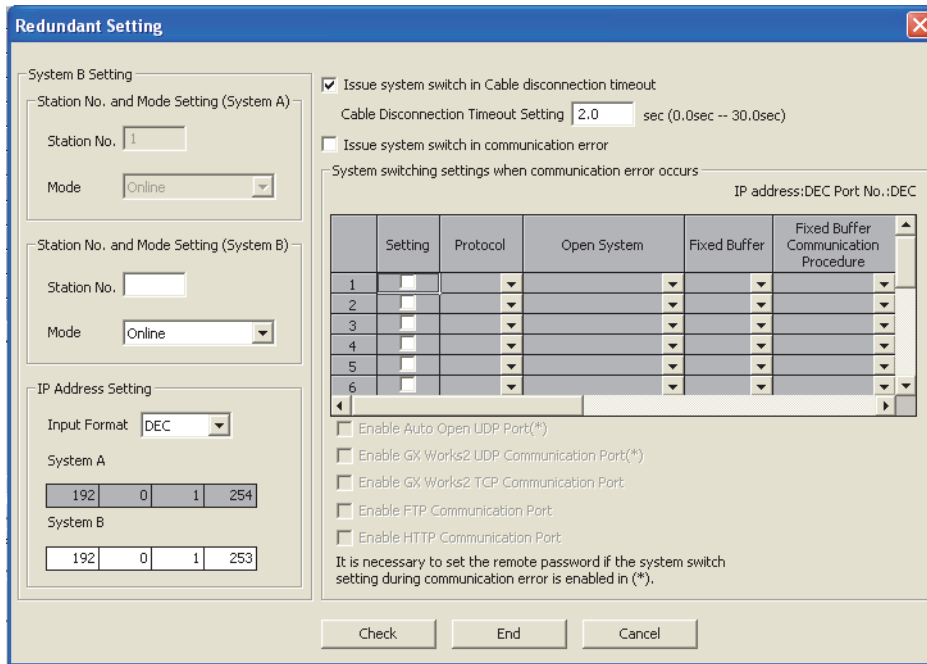 Redundant Setting
System B Setting
Station No. and Mode Setting (System A)
Station No. 1
Mode Online
Station No. and Mode Setting (System B)
Station No.
Mode Online
IP Address Setting
Input Format DEC
System A
192 0 1 254
System B
192 0 1 253
Issue system switch in Cable disconnection timeout
Cable Disconnection Timeout Setting 2.0 sec (0.0sec -- 30.0sec)
Issue system switch in communication error
System switching settings when communication error occurs
IP address:DEC Port No.:DEC
Setting Protocol Open System Fixed Buffer Fixed Buffer Communication Procedure
1
2
3
4
5
6
Enable Auto Open UDP Port(*)
Enable GX Works2 UDP Communication Port(*)
Enable GX Works2 TCP Communication Port
Enable FTP Communication Port
Enable HTTP Communication Port
It is necessary to set the remote password if the system switch
setting during communication error is enabled in (*).
Check End Cancel